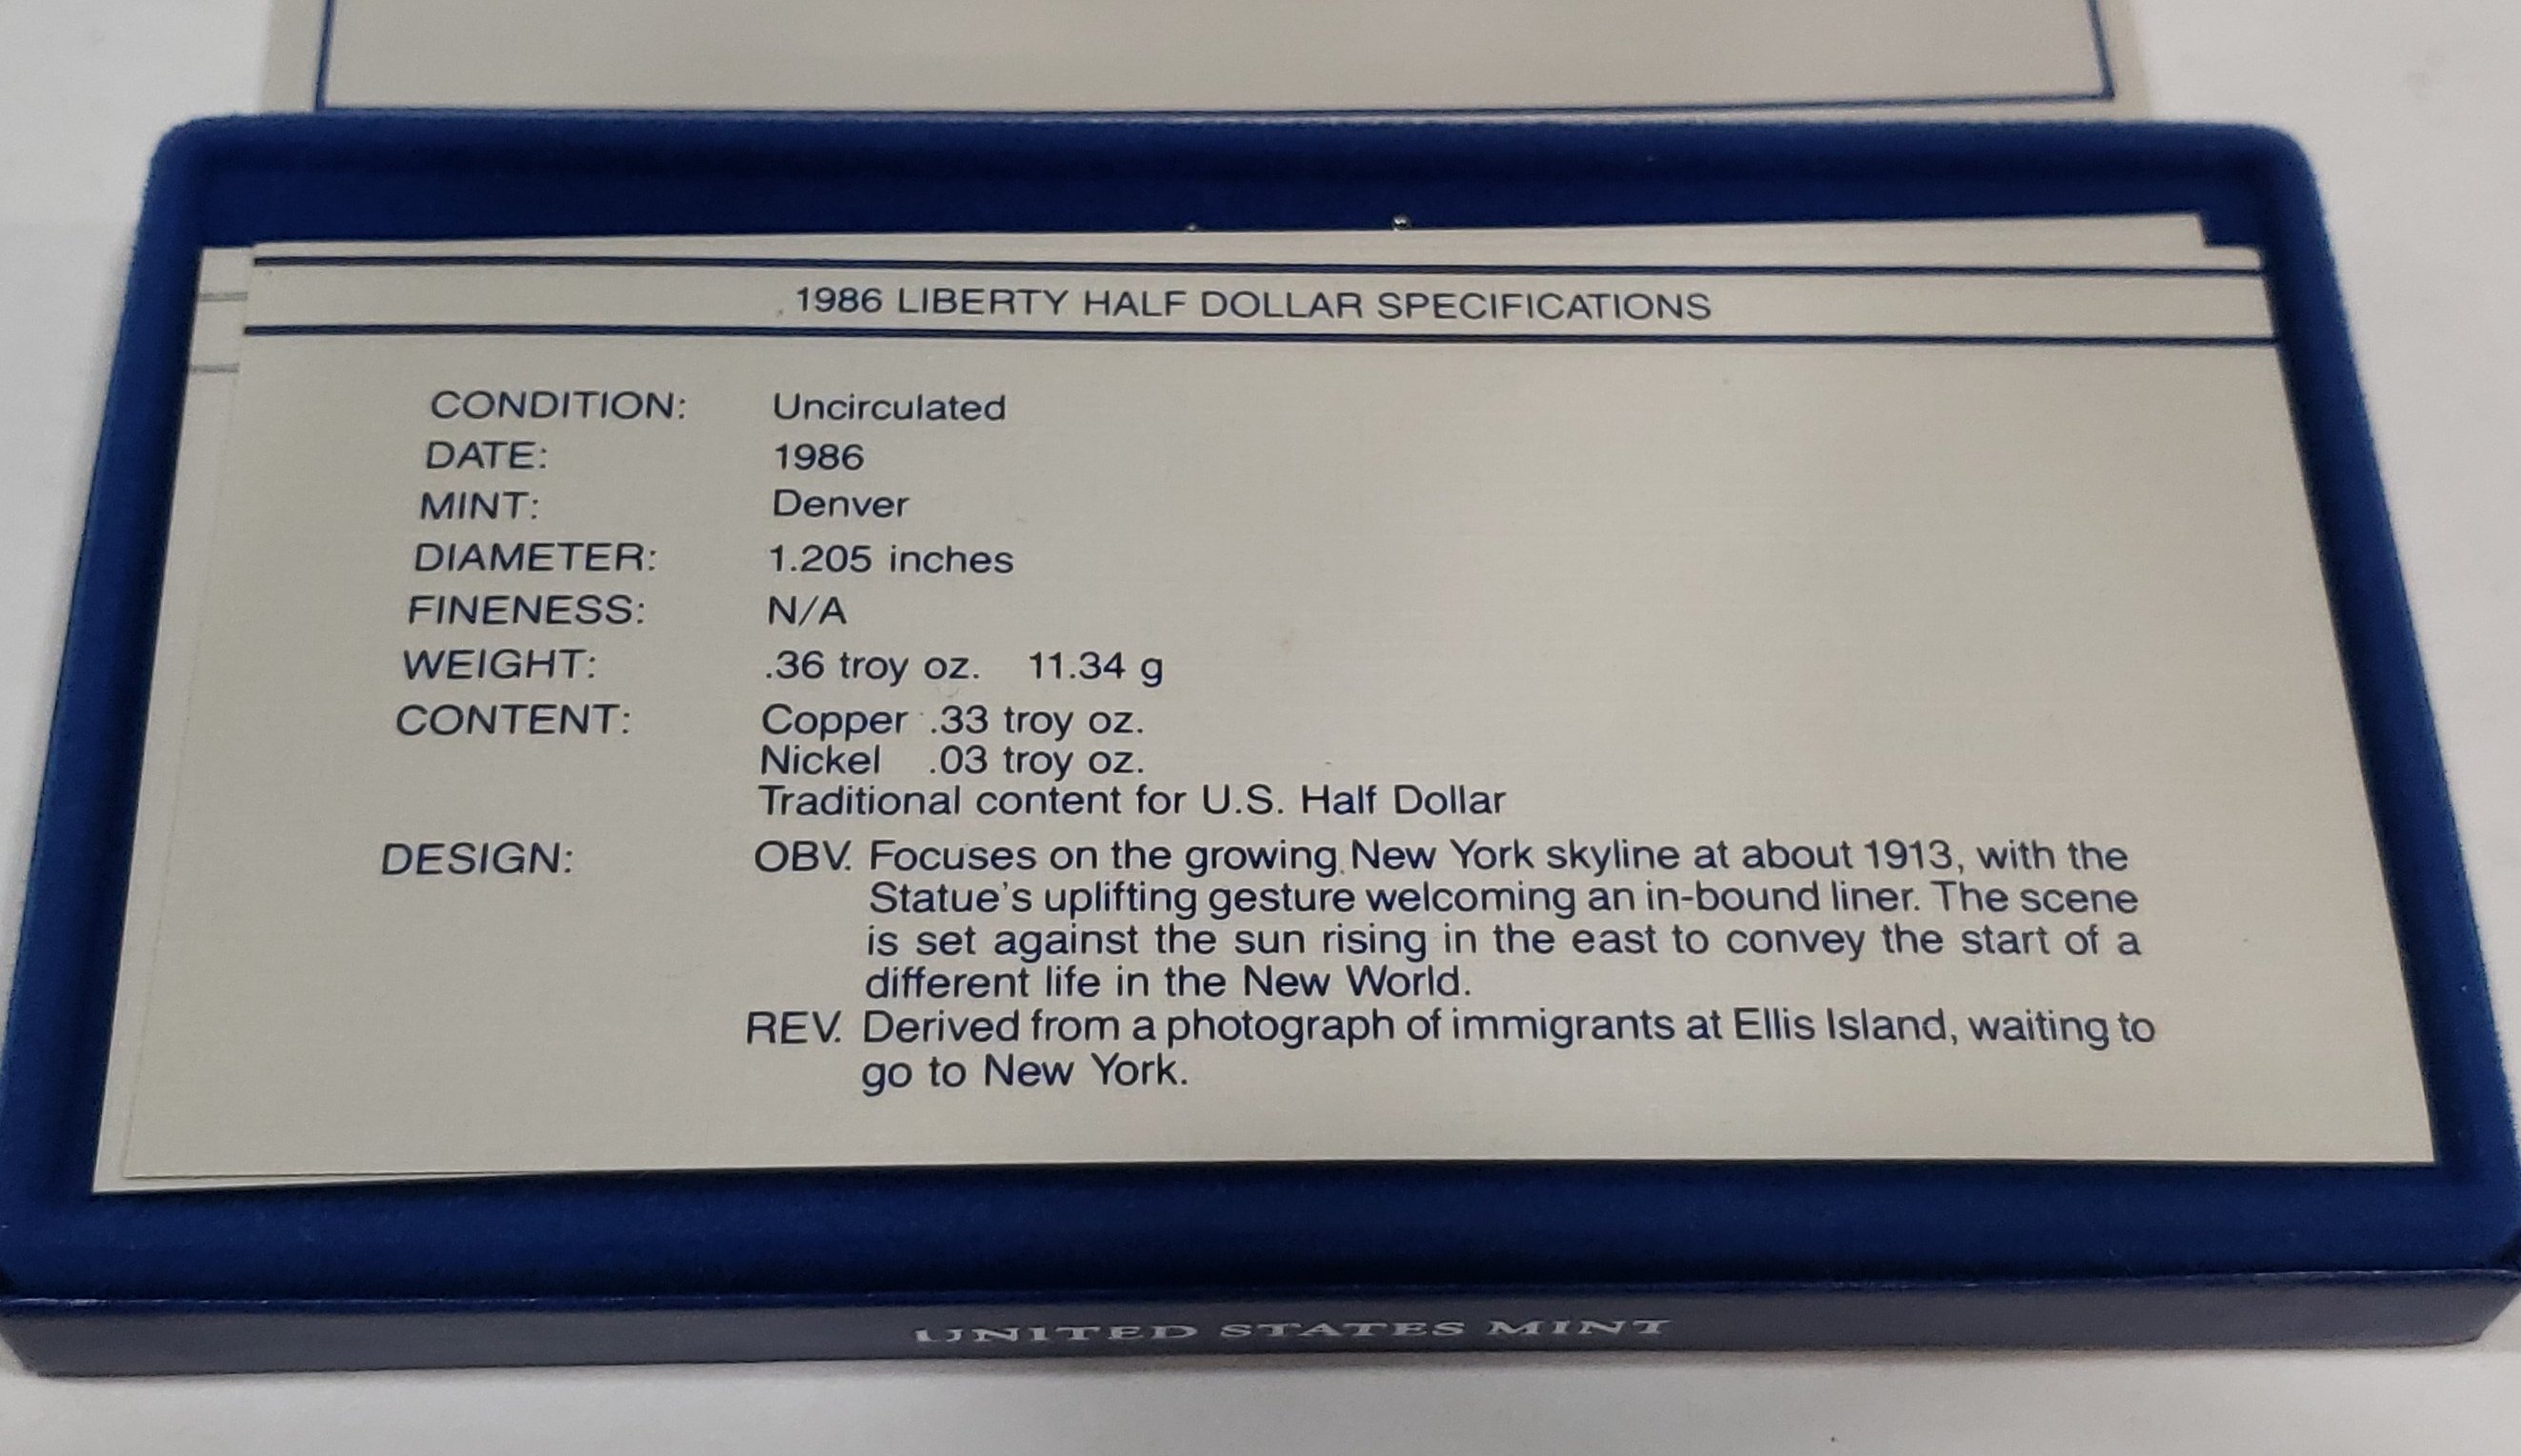 1986 LIBERTY HALF DOLLAR SPECIFICATIONS
CONDITION: Uncirculated
DATE: 1986
MINT: Denver
DIAMETER: 1.205 inches
FINENESS: N/A
WEIGHT: .36 troy oz. 11.34 g
CONTENT: Copper .33 troy oz.
Nickel .03 troy oz.
Traditional content for U.S. Half Dollar
DESIGN: OBV. Focuses on the growing New York skyline at about 1913, with the
Statue's uplifting gesture welcoming an in-bound liner. The scene
is set against the sun rising in the east to convey the start of a
different life in the New World.
REV. Derived from a photograph of immigrants at Ellis Island, waiting to
go to New York.
UNITED STATES MINT